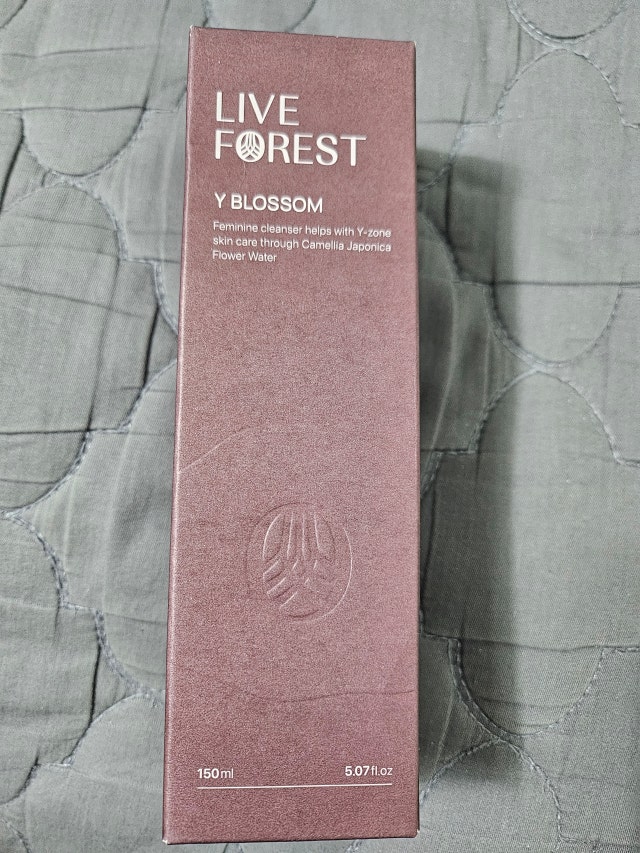 LIVE
FOREST
Y BLOSSOM
Feminine cleanser helps with Y-zone
skin care through Camellia Japonica
Flower Water
150ml 5.07fl.oz